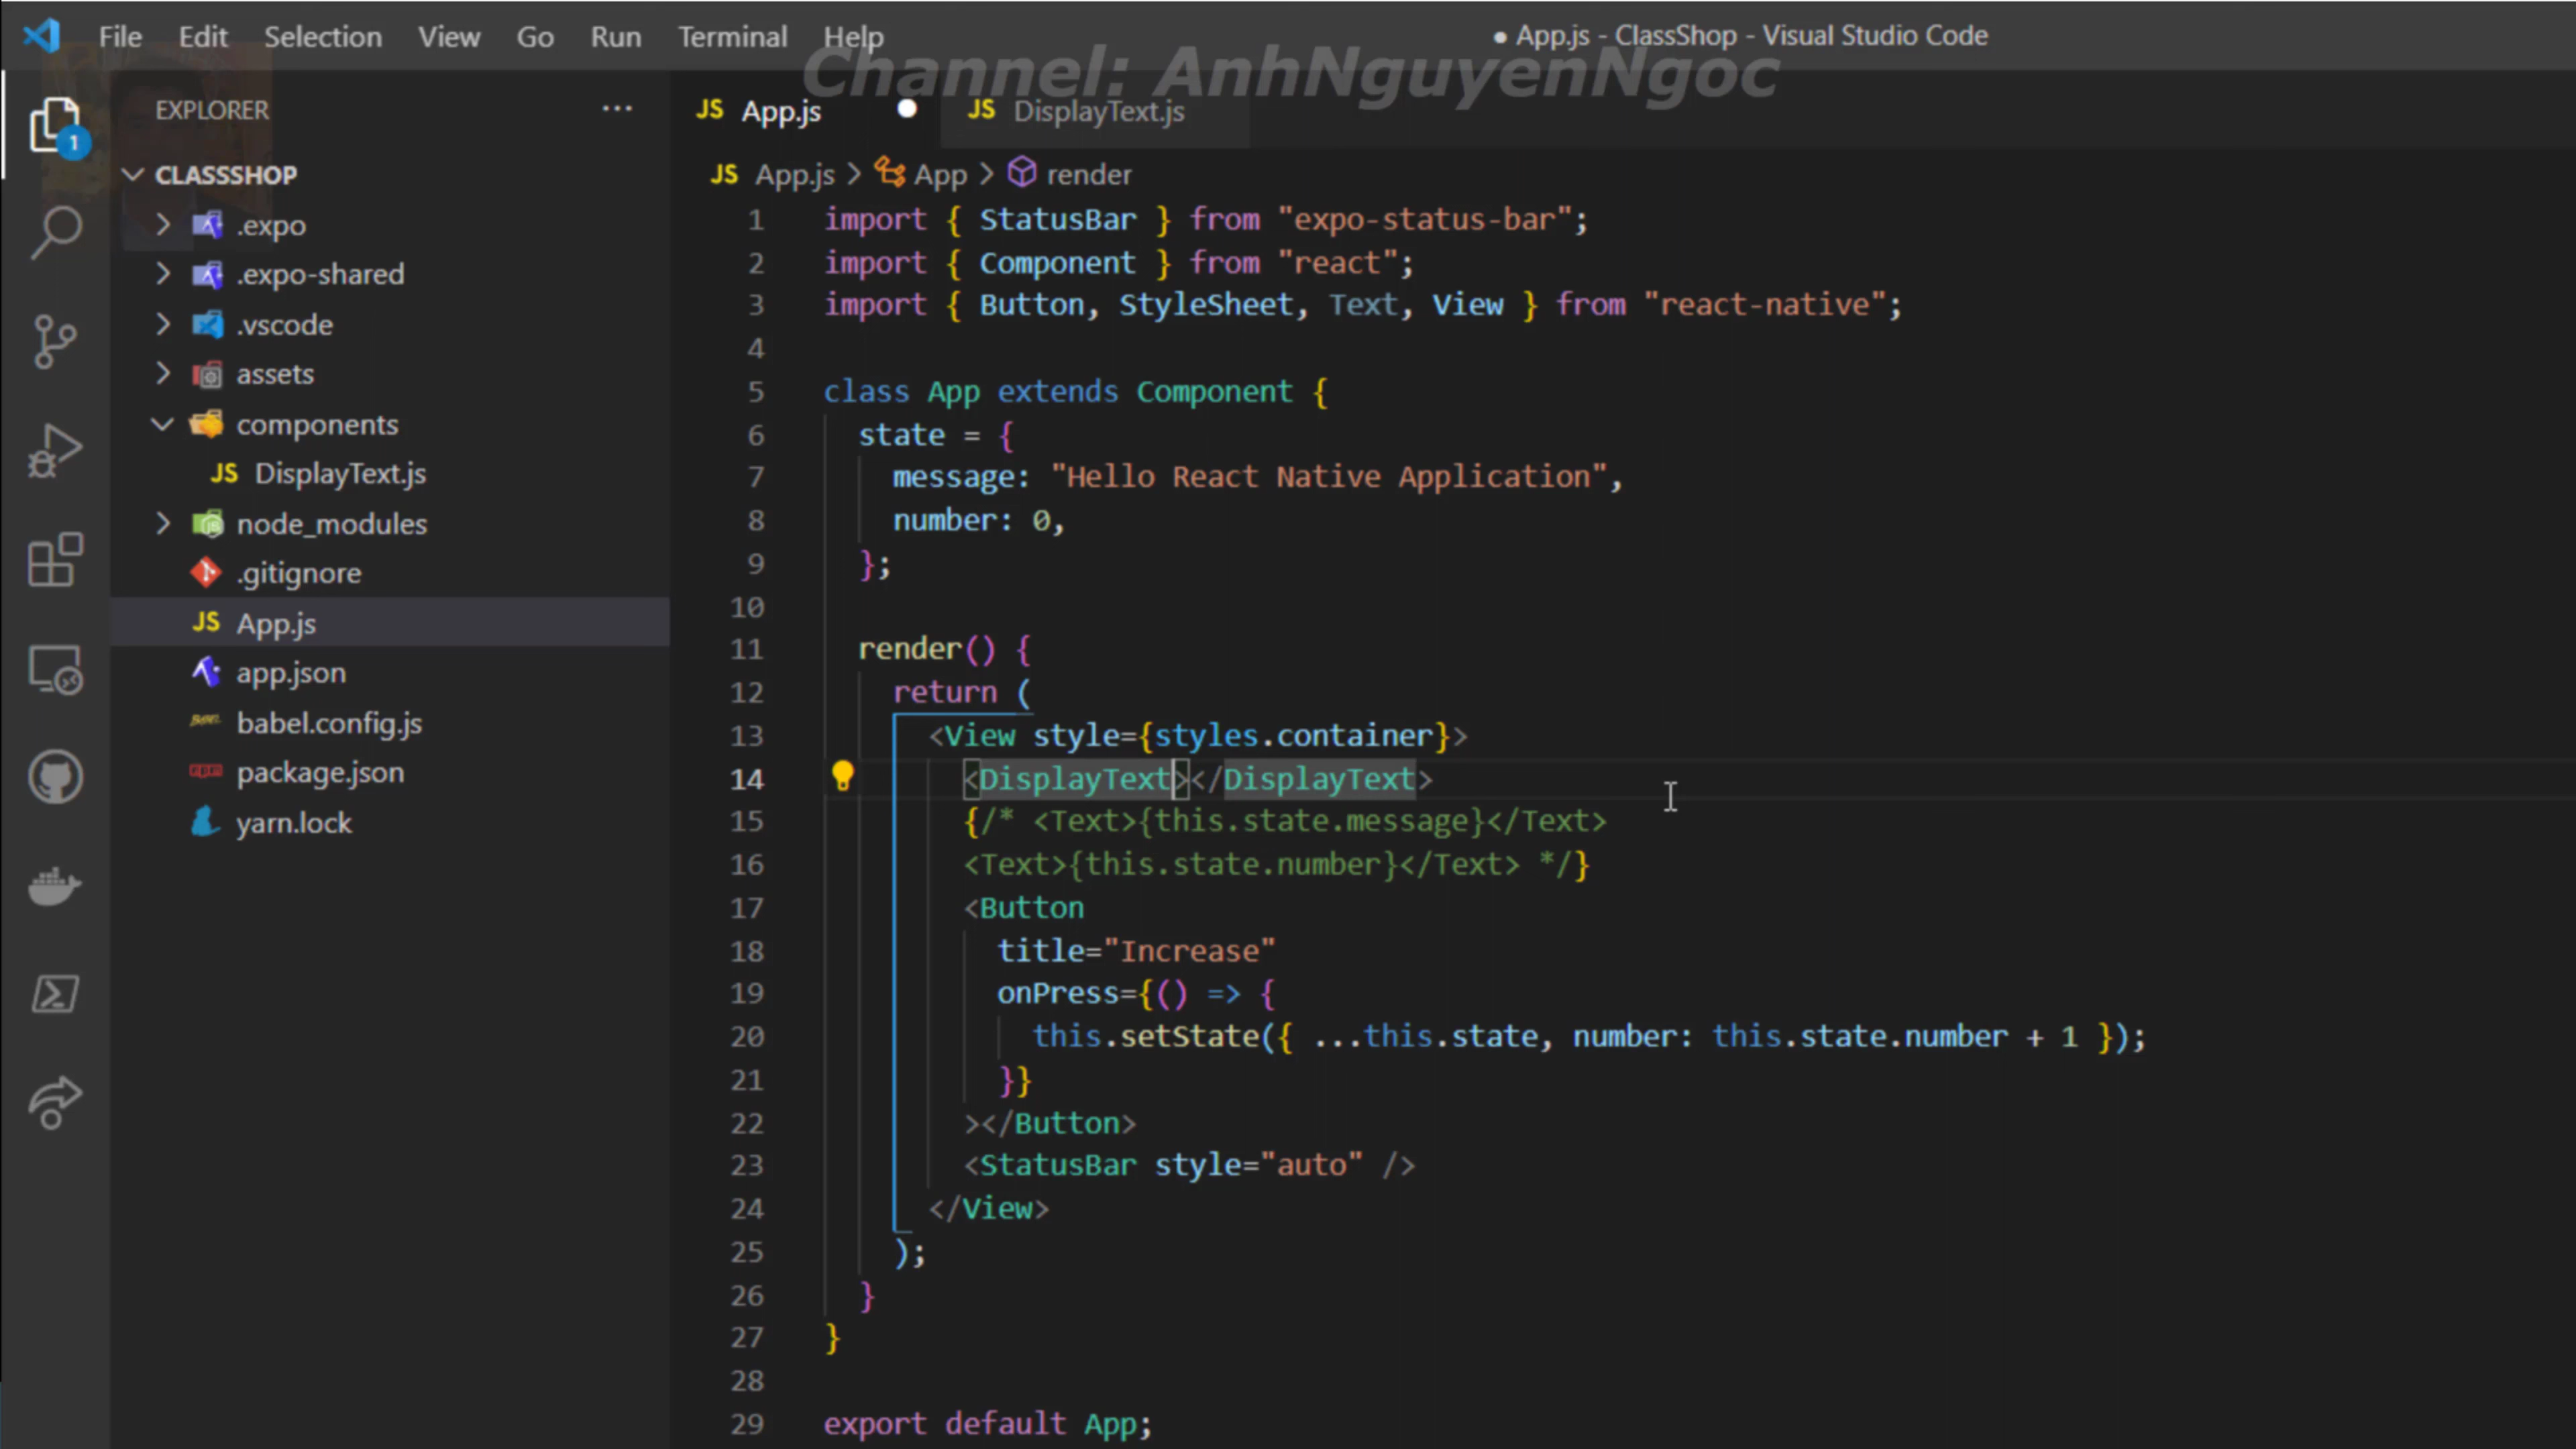 File Edit Selection View Go Run Terminal Help
● App.js - ClassShop - Visual Studio Code
Channel: AnhNguyenNgoc
EXPLORER ···
1
CLASSSHOP
.expo
.expo-shared
.vscode
assets
components
JS DisplayText.js
node_modules
.gitignore
JS App.js
app.json
babel.config.js
package.json
yarn.lock
JS App.js ● JS DisplayText.js
JS App.js > App > render
1 import { StatusBar } from "expo-status-bar";
2 import { Component } from "react";
3 import { Button, StyleSheet, Text, View } from "react-native";
4
5 class App extends Component {
6 state = {
7 message: "Hello React Native Application",
8 number: 0,
9 };
10
11 render() {
12 return (
13 <View style={styles.container}>
14 <DisplayText></DisplayText>
15 {/* <Text>{this.state.message}</Text>
16 <Text>{this.state.number}</Text> */}
17 <Button
18 title="Increase"
19 onPress={() => {
20 this.setState({ ...this.state, number: this.state.number + 1 });
21 }}
22 ></Button>
23 <StatusBar style="auto" />
24 </View>
25 );
26 }
27 }
28
29 export default App;